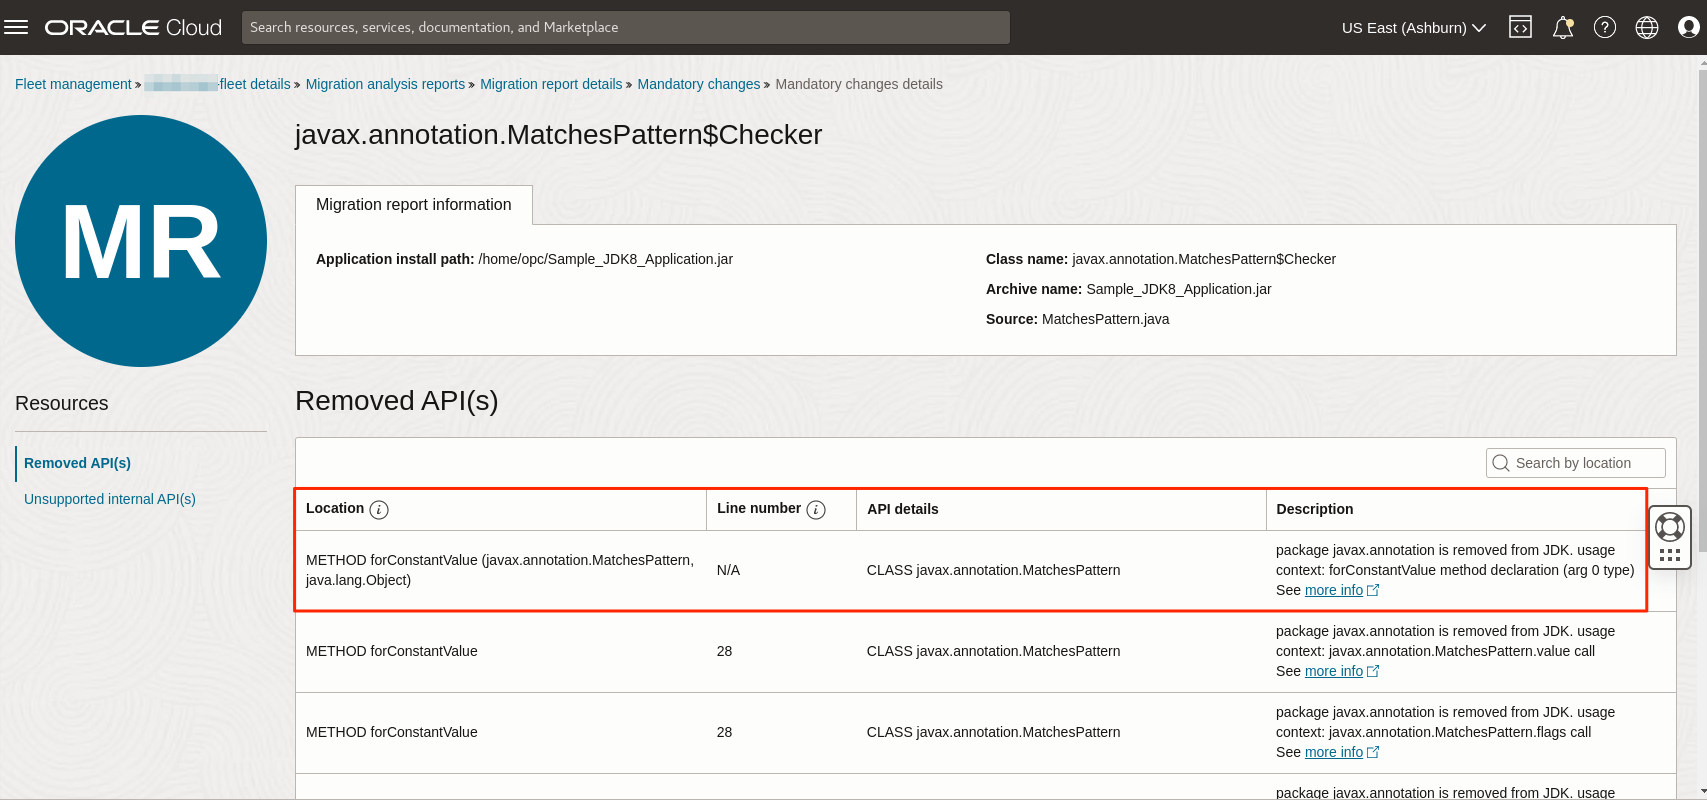 ORACLE Cloud
Search resources, services, documentation, and Marketplace
US East (Ashburn)
Fleet management » -fleet details » Migration analysis reports » Migration report details » Mandatory changes » Mandatory changes details
MR
javax.annotation.MatchesPattern$Checker
Migration report information
Application install path: /home/opc/Sample_JDK8_Application.jar
Class name: javax.annotation.MatchesPattern$Checker
Archive name: Sample_JDK8_Application.jar
Source: MatchesPattern.java
Resources
Removed API(s)
Unsupported internal API(s)
Removed API(s)
Search by location
Location Line number API details Description
METHOD forConstantValue (javax.annotation.MatchesPattern,
java.lang.Object)
N/A
CLASS javax.annotation.MatchesPattern
package javax.annotation is removed from JDK. usage
context: forConstantValue method declaration (arg 0 type)
See more info
METHOD forConstantValue
28
CLASS javax.annotation.MatchesPattern
package javax.annotation is removed from JDK. usage
context: javax.annotation.MatchesPattern.value call
See more info
METHOD forConstantValue
28
CLASS javax.annotation.MatchesPattern
package javax.annotation is removed from JDK. usage
context: javax.annotation.MatchesPattern.flags call
See more info
package javax.annotation is removed from JDK. usage